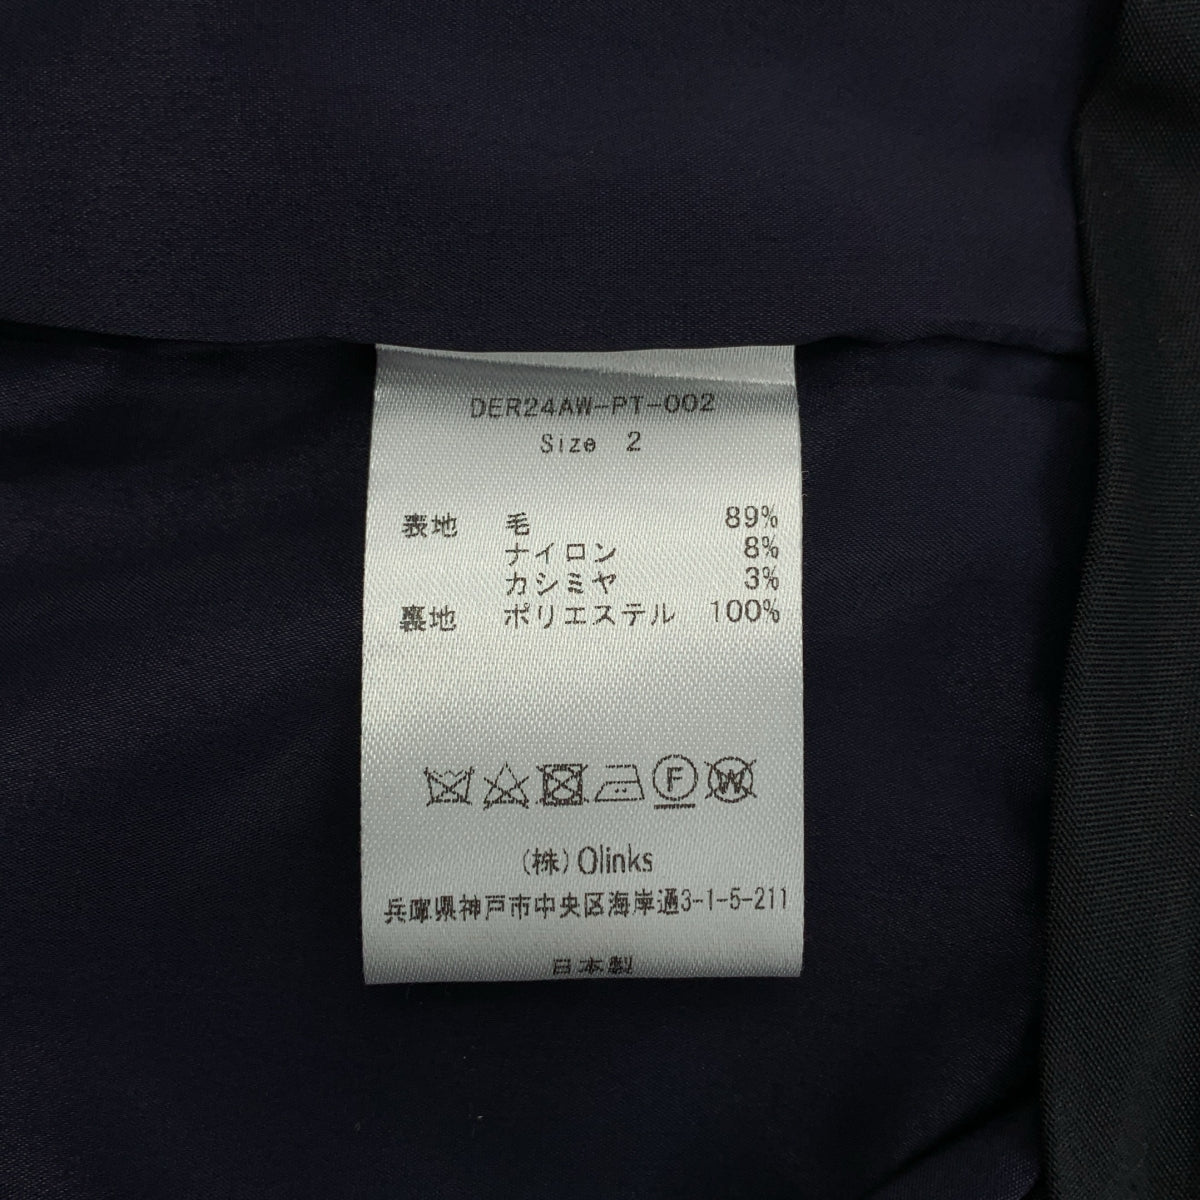 DER24AW-PT-002
Size 2
表地 毛 89%
ナイロン 8%
カシミヤ 3%
裏地 ポリエステル 100%
F W
(株)Olinks
兵庫県神戸市中央区海岸通3-1-5-211
日本製